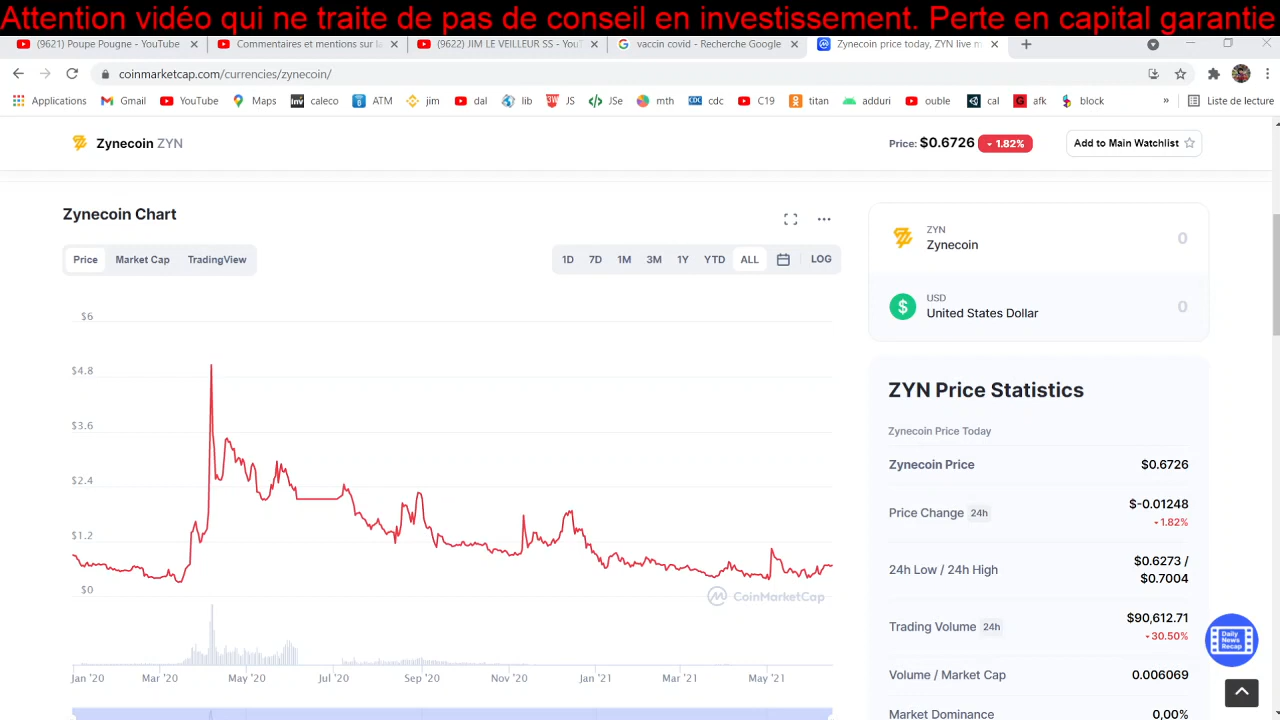 Attention vidéo qui ne traite de pas de conseil en investissement. Perte en capital garantie
(9621) Poupe Pougny - YouTube
Commentaires et mentions sur la
(9622) JIM LE VEILLEUR SS - YouT
vaccin covid - Recherche Google
Zynecoin price today, ZYN live m
coinmarketcap.com/currencies/zynecoin/
Applications Gmail YouTube Maps caleco ATM jim dal lib JS JSe mth cdc C19 titan adduri ouble cal afk block » Liste de lecture
Zynecoin ZYN
Price: $0.6726 1.82%
Add to Main Watchlist
Zynecoin Chart
Price Market Cap TradingView
1D 7D 1M 3M 1Y YTD ALL LOG
$6
$4.8
$3.6
$2.4
$1.2
$0
CoinMarketCap
Jan '20 Mar '20 May '20 Jul '20 Sep '20 Nov '20 Jan '21 Mar '21 May '21
ZYN
Zynecoin
0
USD
United States Dollar
0
ZYN Price Statistics
Zynecoin Price Today
Zynecoin Price $0.6726
Price Change 24h $-0.01248
1.82%
24h Low / 24h High $0.6273 /
$0.7004
Trading Volume 24h $90,612.71
30.50%
Volume / Market Cap 0.006069
Market Dominance 0,00%
Daily
News
Recap